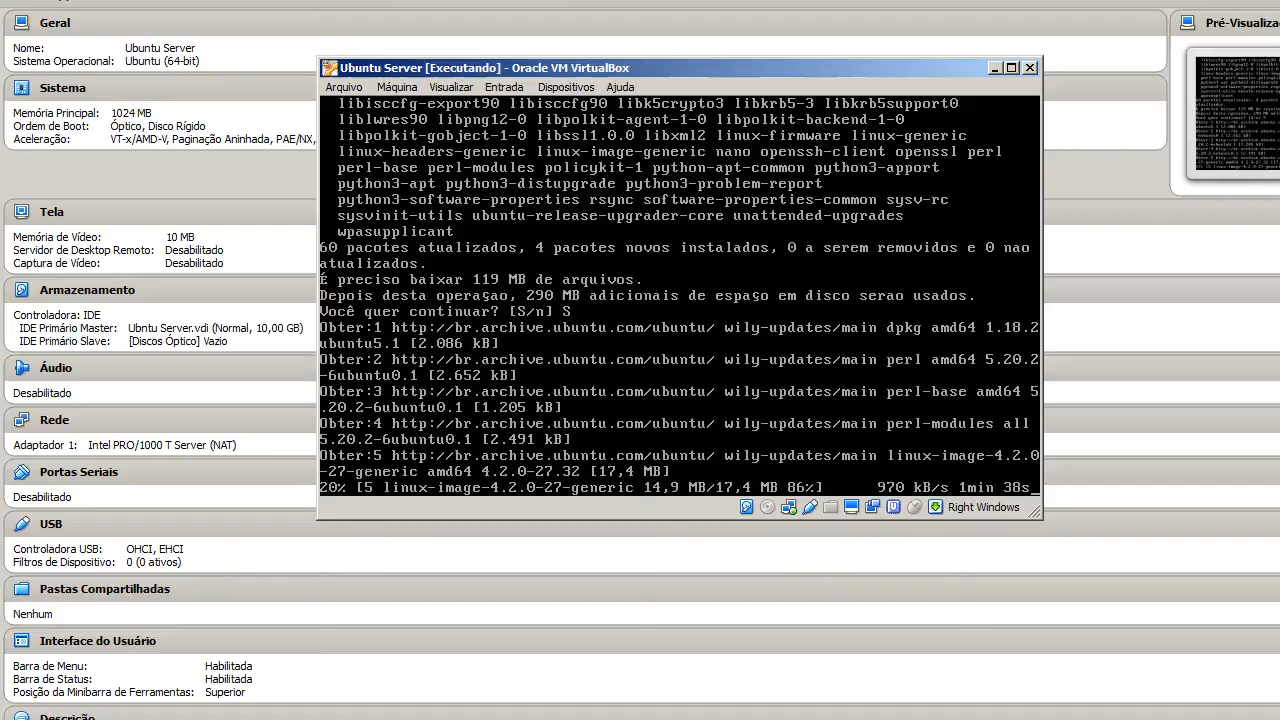 Geral
Nome: Ubuntu Server
Sistema Operacional: Ubuntu (64-bit)
Sistema
Memória Principal: 1024 MB
Ordem de Boot: Óptico, Disco Rígido
Aceleração: VT-x/AMD-V, Paginação Aninhada, PAE/NX,
Tela
Memória de Vídeo: 10 MB
Servidor de Desktop Remoto: Desabilitado
Captura de Vídeo: Desabilitado
Armazenamento
Controladora: IDE
IDE Primário Master: Ubntu Server.vdi (Normal, 10,00 GB)
IDE Primário Slave: [Discos Óptico] Vazio
Áudio
Desabilitado
Rede
Adaptador 1: Intel PRO/1000 T Server (NAT)
Portas Seriais
Desabilitado
USB
Controladora USB: OHCI, EHCI
Filtros de Dispositivo: 0 (0 ativos)
Pastas Compartilhadas
Nenhum
Interface do Usuário
Barra de Menu: Habilitada
Barra de Status: Habilitada
Posição da Minibarra de Ferramentas: Superior
Descrição
Ubuntu Server [Executando] - Oracle VM VirtualBox
Arquivo Máquina Visualizar Entrada Dispositivos Ajuda
libisccfg-export90 libisccfg90 libk5crypto3 libkrb5-3 libkrb5support0
liblwres90 libpng12-0 libpolkit-agent-1-0 libpolkit-backend-1-0
libpolkit-gobject-1-0 libssl1.0.0 libxml2 linux-firmware linux-generic
linux-headers-generic linux-image-generic nano openssh-client openssl perl
perl-base perl-modules policykit-1 python-apt-common python3-apport
python3-apt python3-distupgrade python3-problem-report
python3-software-properties rsync software-properties-common sysv-rc
sysvinit-utils ubuntu-release-upgrader-core unattended-upgrades
wpasupplicant
60 pacotes atualizados, 4 pacotes novos instalados, 0 a serem removidos e 0 nao
atualizados.
É preciso baixar 119 MB de arquivos.
Depois desta operaçao, 290 MB adicionais de espaço em disco serao usados.
Você quer continuar? [S/n] S
Obter:1 http://br.archive.ubuntu.com/ubuntu/ wily-updates/main dpkg amd64 1.18.2
ubuntu5.1 [2.086 kB]
Obter:2 http://br.archive.ubuntu.com/ubuntu/ wily-updates/main perl amd64 5.20.2
-6ubuntu0.1 [2.652 kB]
Obter:3 http://br.archive.ubuntu.com/ubuntu/ wily-updates/main perl-base amd64 5
.20.2-6ubuntu0.1 [1.205 kB]
Obter:4 http://br.archive.ubuntu.com/ubuntu/ wily-updates/main perl-modules all
5.20.2-6ubuntu0.1 [2.491 kB]
Obter:5 http://br.archive.ubuntu.com/ubuntu/ wily-updates/main linux-image-4.2.0
-27-generic amd64 4.2.0-27.32 [17,4 MB]
20% [5 linux-image-4.2.0-27-generic 14,9 MB/17,4 MB 86%] 970 kB/s 1min 38s
Right Windows
Pré-Visualiza